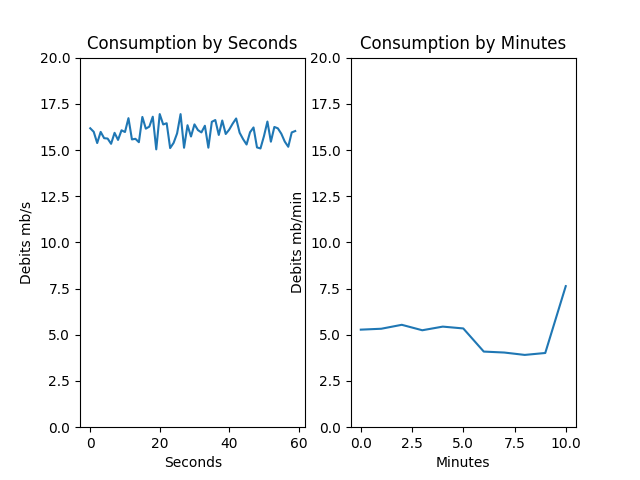 Consumption by Seconds
20.0
17.5
15.0
12.5
10.0
7.5
5.0
2.5
0.0
Debits mb/s
0 20 40 60
Seconds
Consumption by Minutes
20.0
17.5
15.0
12.5
10.0
7.5
5.0
2.5
0.0
Debits mb/min
0.0 2.5 5.0 7.5 10.0
Minutes